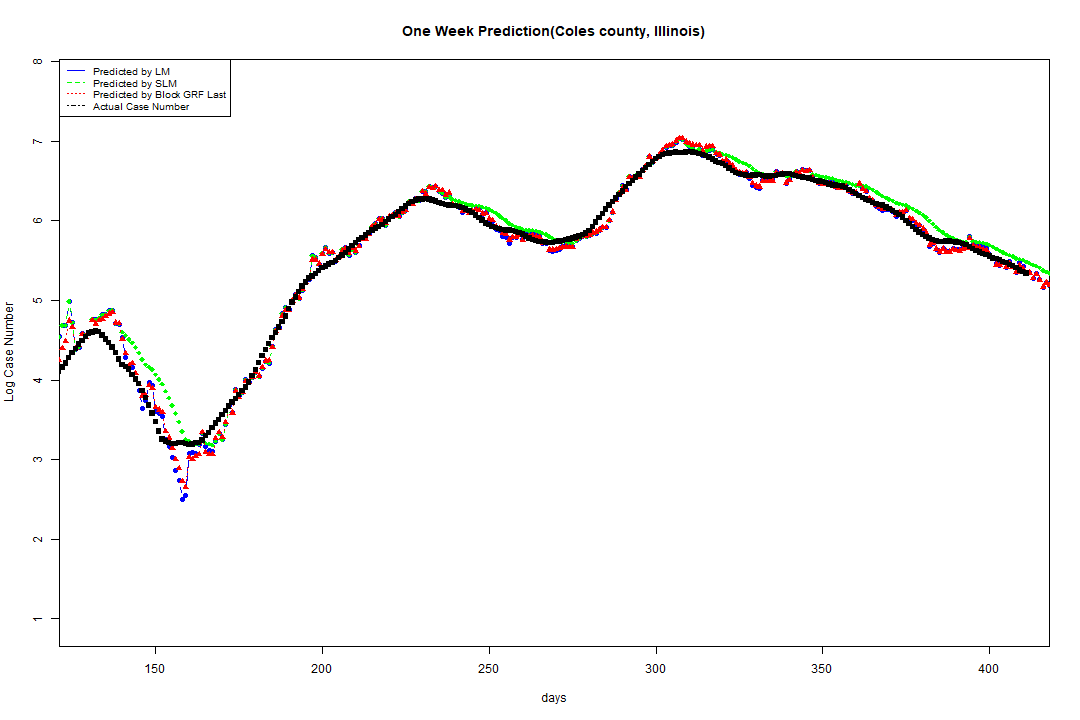 One Week Prediction(Coles county, Illinois)
Predicted by LM
Predicted by SLM
Predicted by Block GRF Last
Actual Case Number
8
7
6
5
4
3
2
1
Log Case Number
150 200 250 300 350 400
days